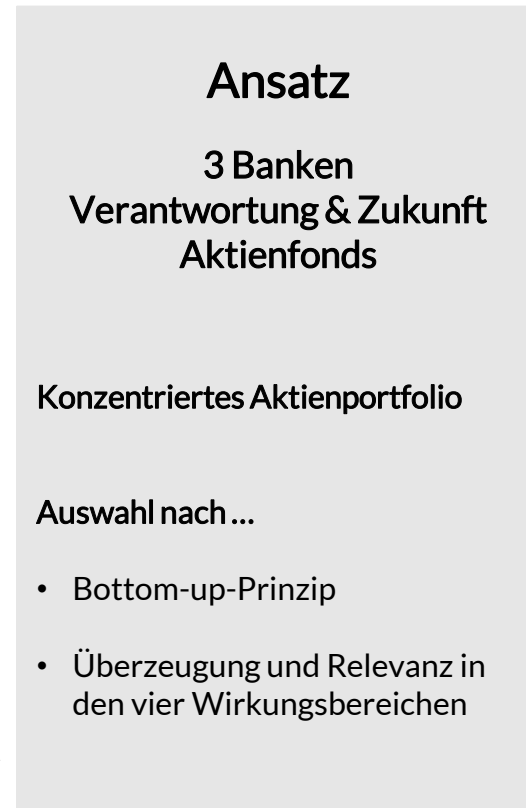 Ansatz
3 Banken
Verantwortung & Zukunft
Aktienfonds
Konzentriertes Aktienportfolio
Auswahl nach ...
• Bottom-up-Prinzip
• Überzeugung und Relevanz in
den vier Wirkungsbereichen